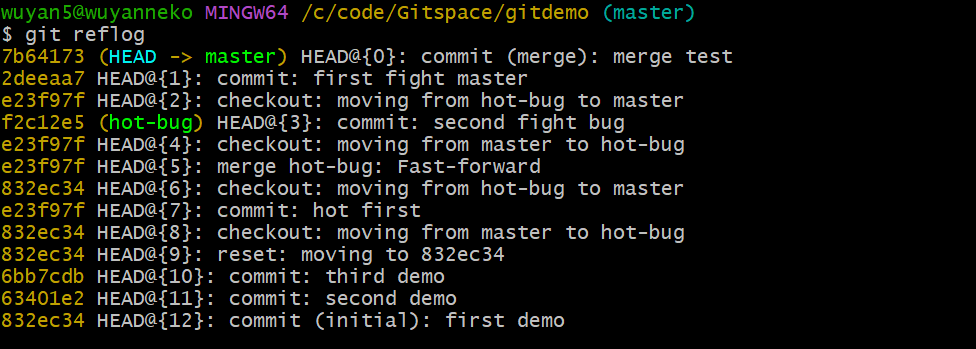 wuyan5@wuyanneko MINGW64 /c/code/Gitspace/gitdemo (master)
$ git reflog
7b64173 (HEAD -> master) HEAD@{0}: commit (merge): merge test
2deeaa7 HEAD@{1}: commit: first fight master
e23f97f HEAD@{2}: checkout: moving from hot-bug to master
f2c12e5 (hot-bug) HEAD@{3}: commit: second fight bug
e23f97f HEAD@{4}: checkout: moving from master to hot-bug
e23f97f HEAD@{5}: merge hot-bug: Fast-forward
832ec34 HEAD@{6}: checkout: moving from hot-bug to master
e23f97f HEAD@{7}: commit: hot first
832ec34 HEAD@{8}: checkout: moving from master to hot-bug
832ec34 HEAD@{9}: reset: moving to 832ec34
6bb7cdb HEAD@{10}: commit: third demo
63401e2 HEAD@{11}: commit: second demo
832ec34 HEAD@{12}: commit (initial): first demo